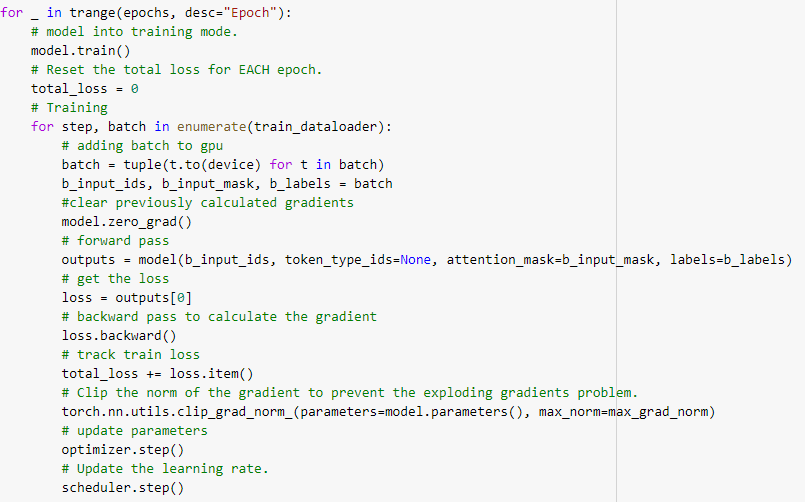 for _ in trange(epochs, desc="Epoch"):
    # model into training mode.
    model.train()
    # Reset the total loss for EACH epoch.
    total_loss = 0
    # Training
    for step, batch in enumerate(train_dataloader):
        # adding batch to gpu
        batch = tuple(t.to(device) for t in batch)
        b_input_ids, b_input_mask, b_labels = batch
        #clear previously calculated gradients
        model.zero_grad()
        # forward pass
        outputs = model(b_input_ids, token_type_ids=None, attention_mask=b_input_mask, labels=b_labels)
        # get the loss
        loss = outputs[0]
        # backward pass to calculate the gradient
        loss.backward()
        # track train loss
        total_loss += loss.item()
        # Clip the norm of the gradient to prevent the exploding gradients problem.
        torch.nn.utils.clip_grad_norm_(parameters=model.parameters(), max_norm=max_grad_norm)
        # update parameters
        optimizer.step()
        # Update the learning rate.
        scheduler.step()